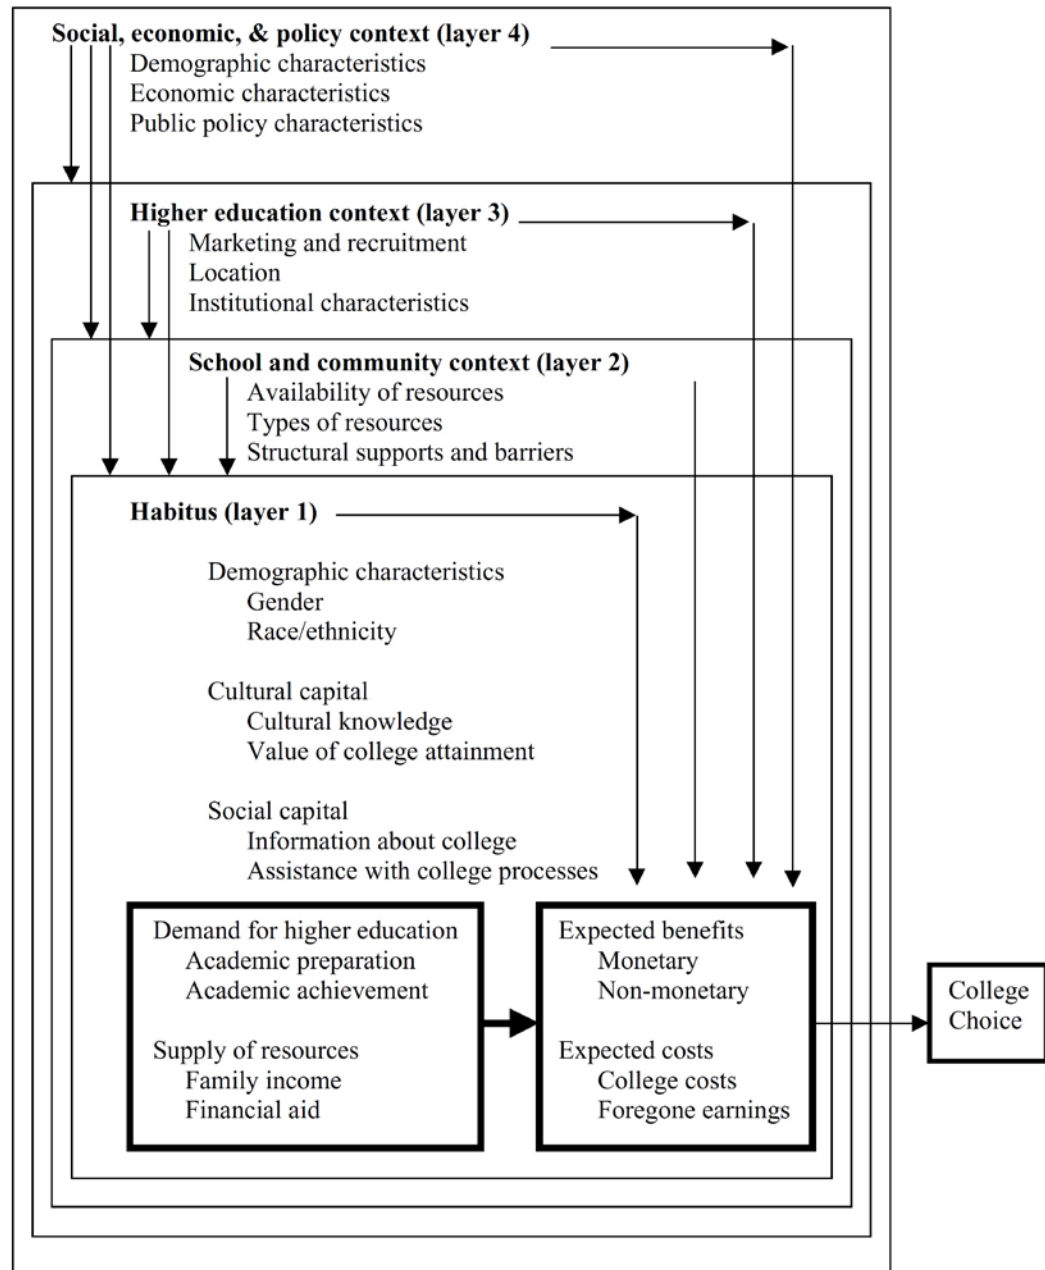 Social, economic, & policy context (layer 4)
Demographic characteristics
Economic characteristics
Public policy characteristics
Higher education context (layer 3)
Marketing and recruitment
Location
Institutional characteristics
School and community context (layer 2)
Availability of resources
Types of resources
Structural supports and barriers
Habitus (layer 1)
Demographic characteristics
Gender
Race/ethnicity
Cultural capital
Cultural knowledge
Value of college attainment
Social capital
Information about college
Assistance with college processes
Demand for higher education
Academic preparation
Academic achievement
Supply of resources
Family income
Financial aid
Expected benefits
Monetary
Non-monetary
Expected costs
College costs
Foregone earnings
College
Choice